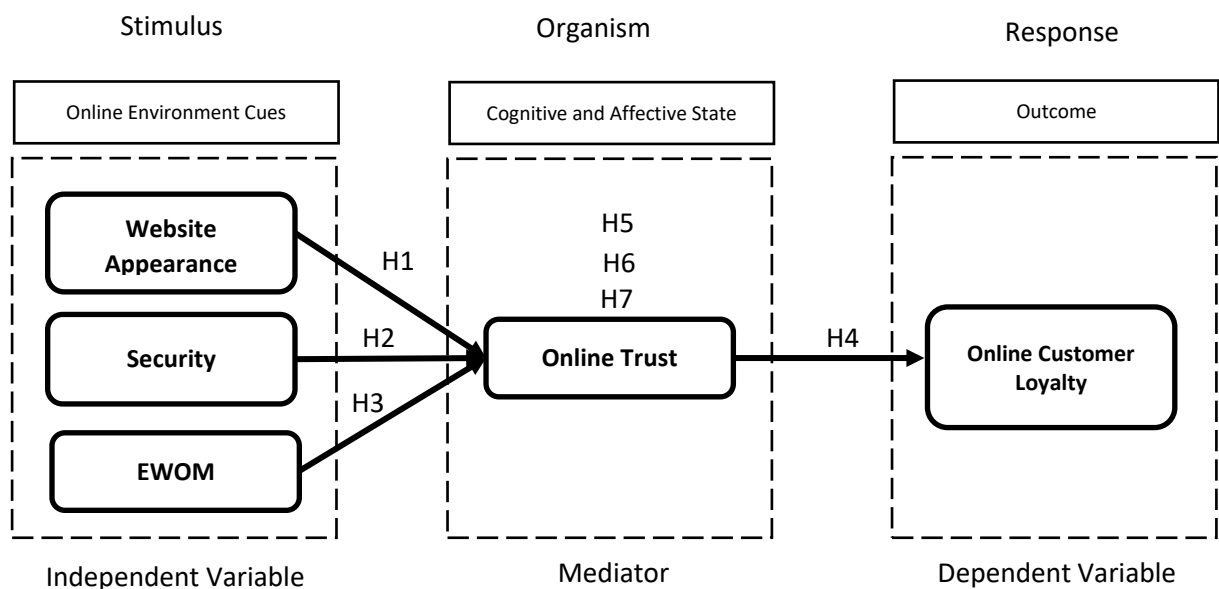 Stimulus
Organism
Response
Online Environment Cues
Cognitive and Affective State
Outcome
Website
Appearance
Security
EWOM
H1
H2
H3
H5
H6
H7
Online Trust
H4
Online Customer
Loyalty
Independent Variable
Mediator
Dependent Variable